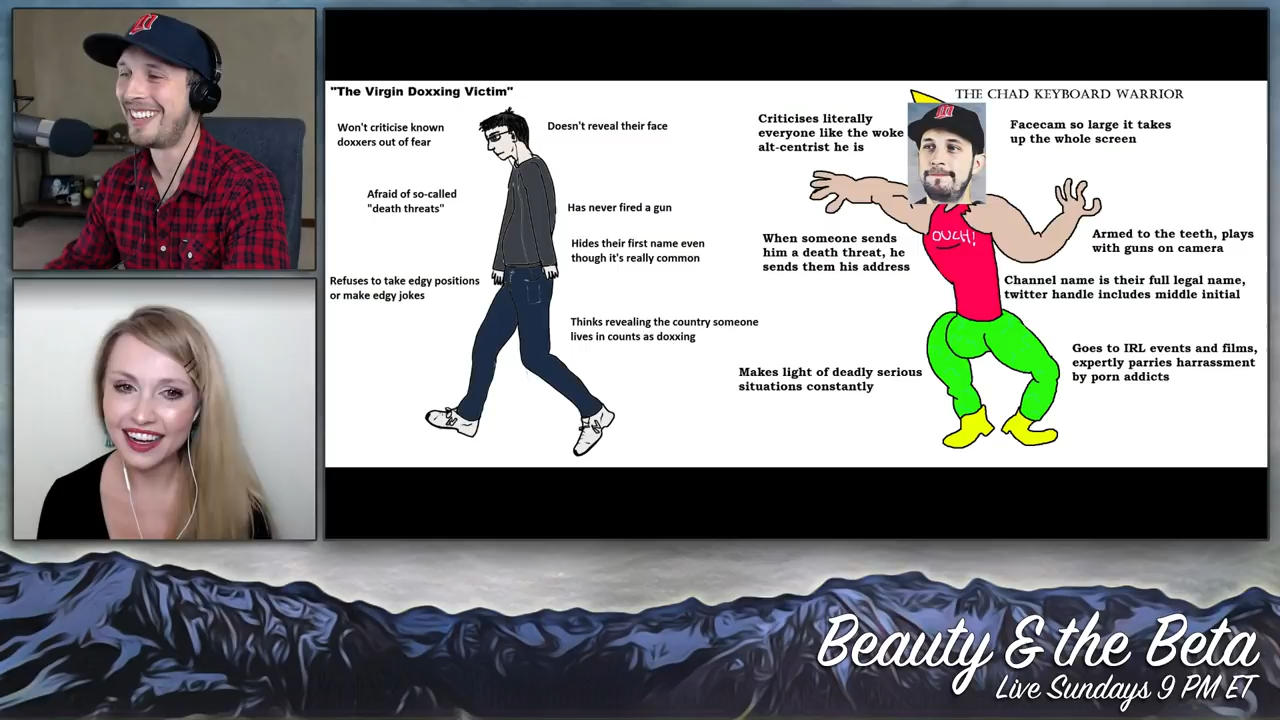 "The Virgin Doxxing Victim"
Won't criticise known
doxxers out of fear
Doesn't reveal their face
Afraid of so-called
"death threats"
Has never fired a gun
Hides their first name even
though it's really common
Refuses to take edgy positions
or make edgy jokes
Thinks revealing the country someone
lives in counts as doxxing
THE CHAD KEYBOARD WARRIOR
Criticises literally
everyone like the woke
alt-centrist he is
Facecam so large it takes
up the whole screen
OUCH!
When someone sends
him a death threat, he
sends them his address
Armed to the teeth, plays
with guns on camera
Channel name is their full legal name,
twitter handle includes middle initial
Makes light of deadly serious
situations constantly
Goes to IRL events and films,
expertly parries harrassment
by porn addicts
Beauty & the Beta
Live Sundays 9 PM ET